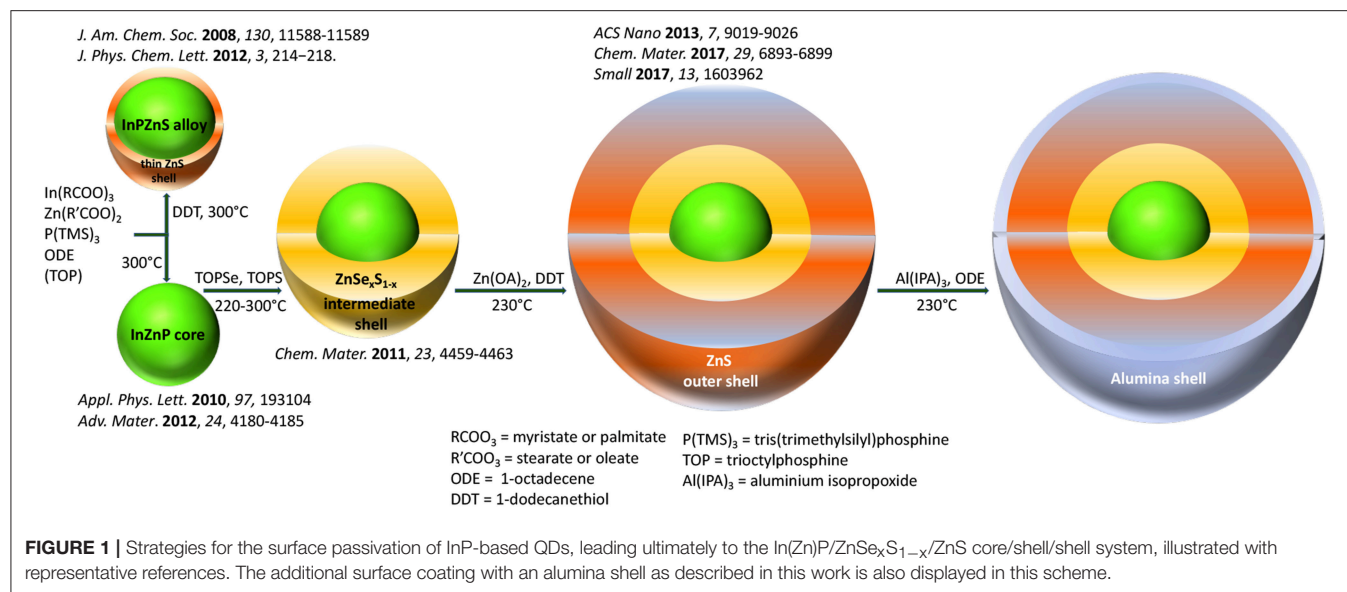 J. Am. Chem. Soc. 2008, 130, 11588-11589
J. Phys. Chem. Lett. 2012, 3, 214–218.
InPZnS alloy
thin ZnS
shell
In(RCOO)₃
Zn(R'COO)₂
P(TMS)₃
ODE
(TOP)
DDT, 300°C
300°C
InZnP core
Appl. Phys. Lett. 2010, 97, 193104
Adv. Mater. 2012, 24, 4180-4185
TOPSe, TOPS
220-300°C
ZnSeₓS₁₋ₓ
intermediate
shell
Chem. Mater. 2011, 23, 4459-4463
Zn(OA)₂, DDT
230°C
ACS Nano 2013, 7, 9019-9026
Chem. Mater. 2017, 29, 6893-6899
Small 2017, 13, 1603962
ZnS
outer shell
Al(IPA)₃, ODE
230°C
Alumina shell
RCOO₃ = myristate or palmitate
R'COO₃ = stearate or oleate
ODE = 1-octadecene
DDT = 1-dodecanethiol
P(TMS)₃ = tris(trimethylsilyl)phosphine
TOP = trioctylphosphine
Al(IPA)₃ = aluminium isopropoxide
FIGURE 1 | Strategies for the surface passivation of InP-based QDs, leading ultimately to the In(Zn)P/ZnSeₓS₁₋ₓ/ZnS core/shell/shell system, illustrated with
representative references. The additional surface coating with an alumina shell as described in this work is also displayed in this scheme.